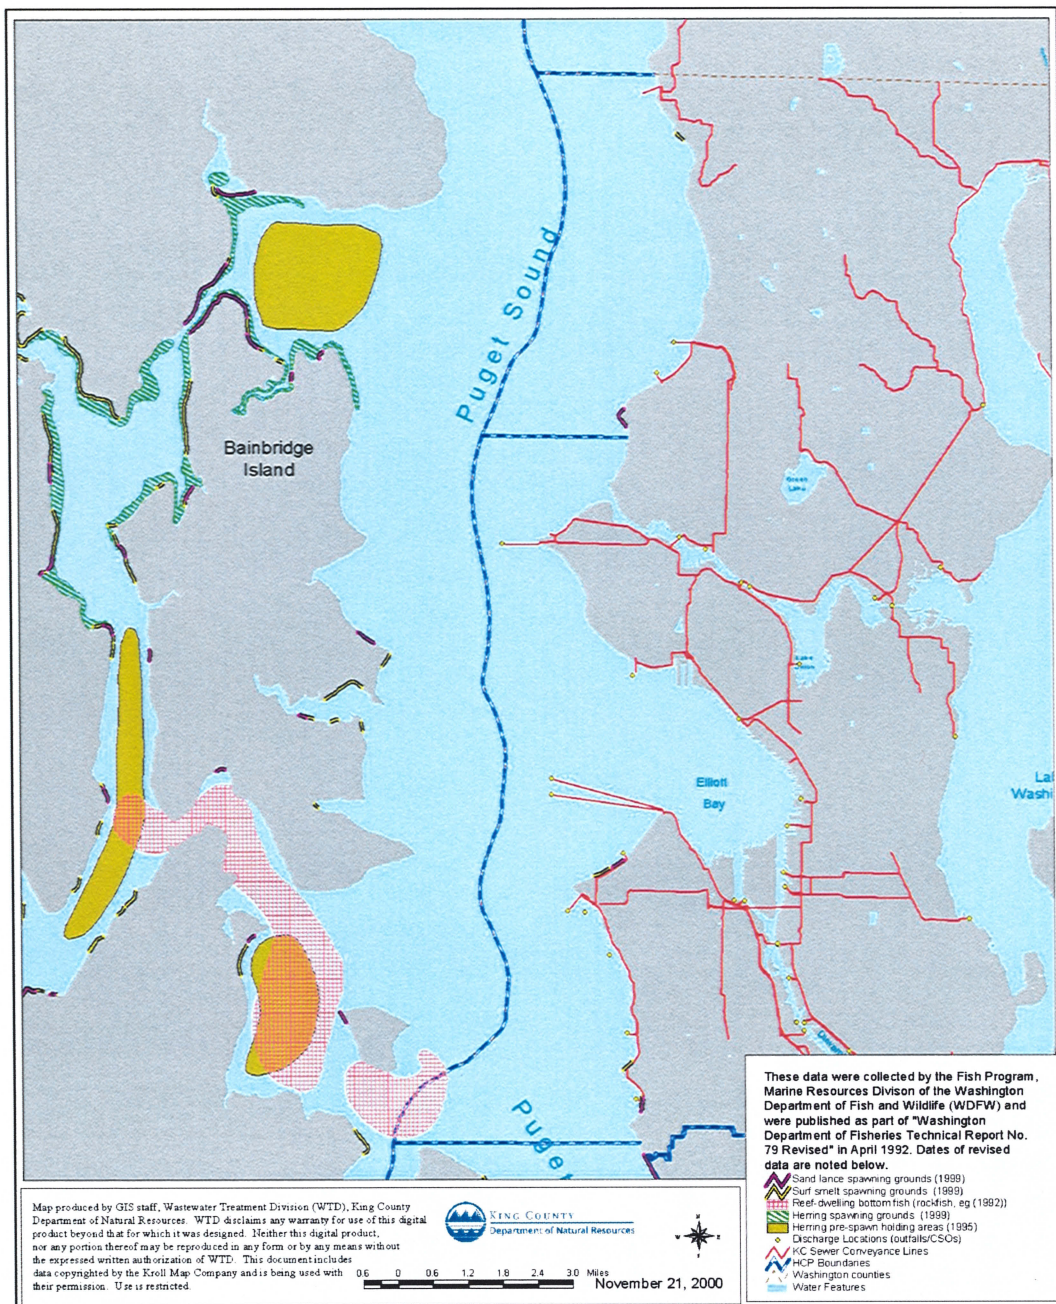 Puget Sound
Bainbridge
Island
Green
Lake
Lake
Union
Elliott
Bay
Lal
Washi
Puget
These data were collected by the Fish Program,
Marine Resources Divison of the Washington
Department of Fish and Wildlife (WDFW) and
were published as part of "Washington
Department of Fisheries Technical Report No.
79 Revised" in April 1992. Dates of revised
data are noted below.
Sand lance spawning grounds (1999)
Surf smelt spawning grounds (1999)
Reef-dwelling bottom fish (rockfish, eg (1992))
Herring spawning grounds (1999)
Herring pre-spawn holding areas (1995)
Discharge Locations (outfalls/CSOs)
KC Sewer Conveyance Lines
HCP Boundaries
Washington counties
Water Features
Map produced by GIS staff, Wastewater Treatment Division (WTD), King County
Department of Natural Resources. WTD disclaims any warranty for use of this digital
product beyond that for which it was designed. Neither this digital product,
nor any portion thereof may be reproduced in any form or by any means without
the expressed written authorization of WTD. This document includes
data copyrighted by the Kroll Map Company and is being used with
their permission. Use is restricted.
KING COUNTY
Department of Natural Resources
N
W E
S
0.6 0 0.6 1.2 1.8 2.4 3.0 Miles
November 21, 2000